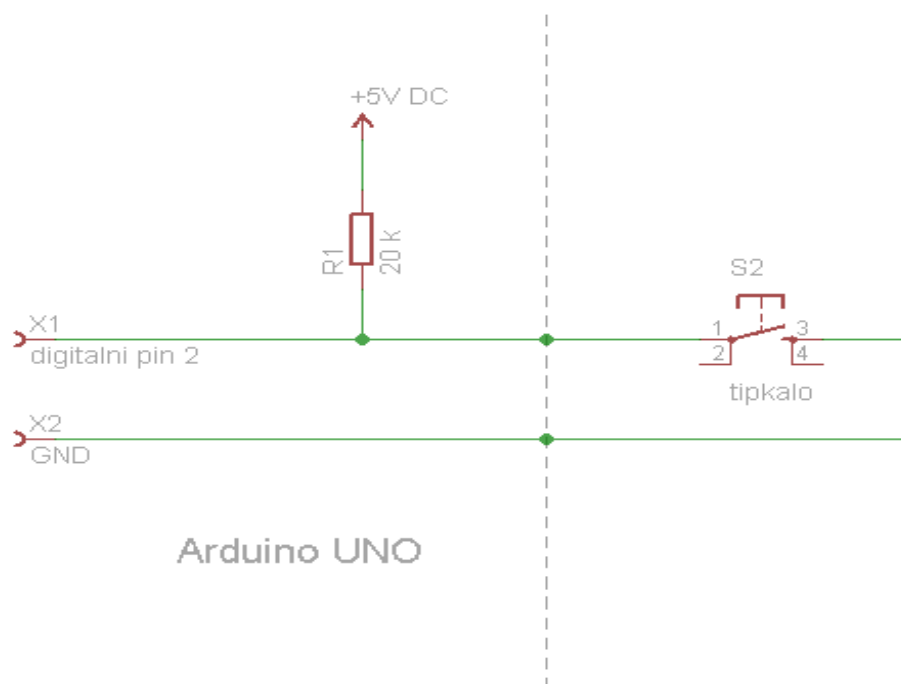 +5V DC
R1
20 k
S2
X1
digitalni pin 2
1
3
2
4
tipkalo
X2
GND
Arduino UNO